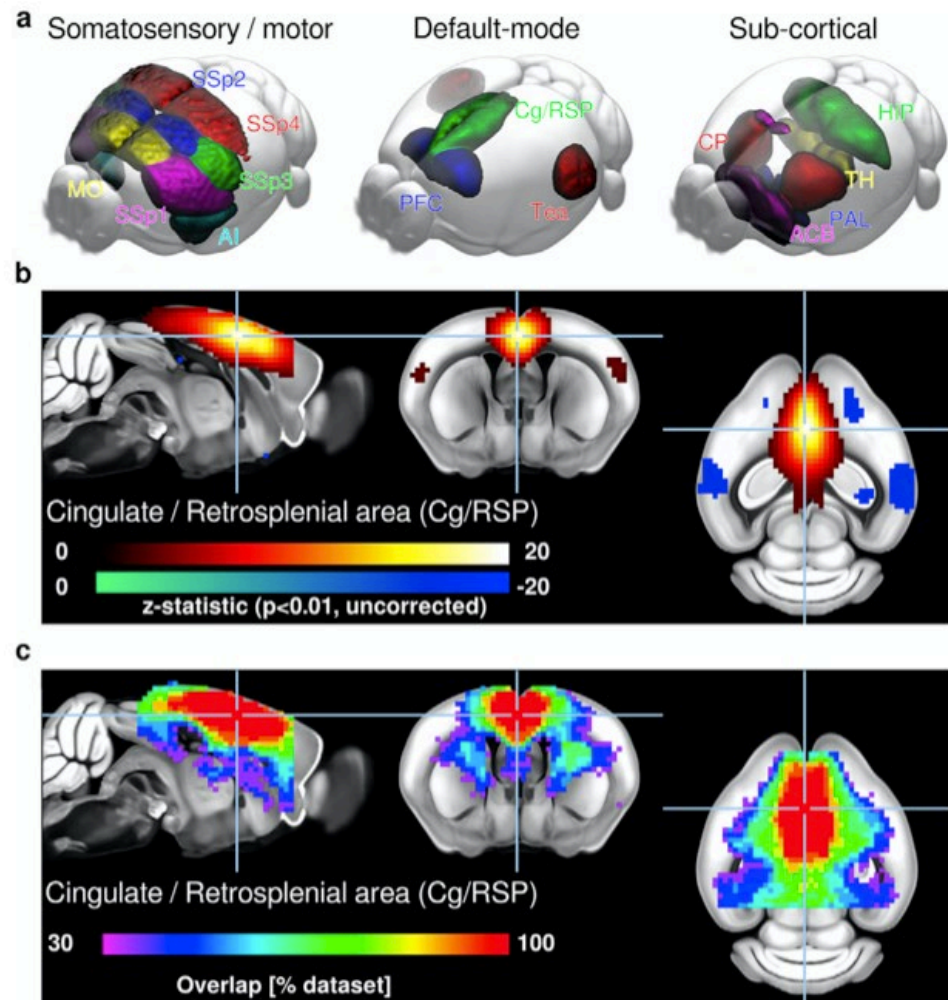 a
Somatosensory / motor
Default-mode
Sub-cortical
SSp2
SSp4
SSp3
MO
SSp1
AI
Cg/RSP
PFC
Tea
HIP
CP
TH
PAL
ACB
b
Cingulate / Retrosplenial area (Cg/RSP)
0 20
0 -20
z-statistic (p<0.01, uncorrected)
c
Cingulate / Retrosplenial area (Cg/RSP)
30 100
Overlap [% dataset]